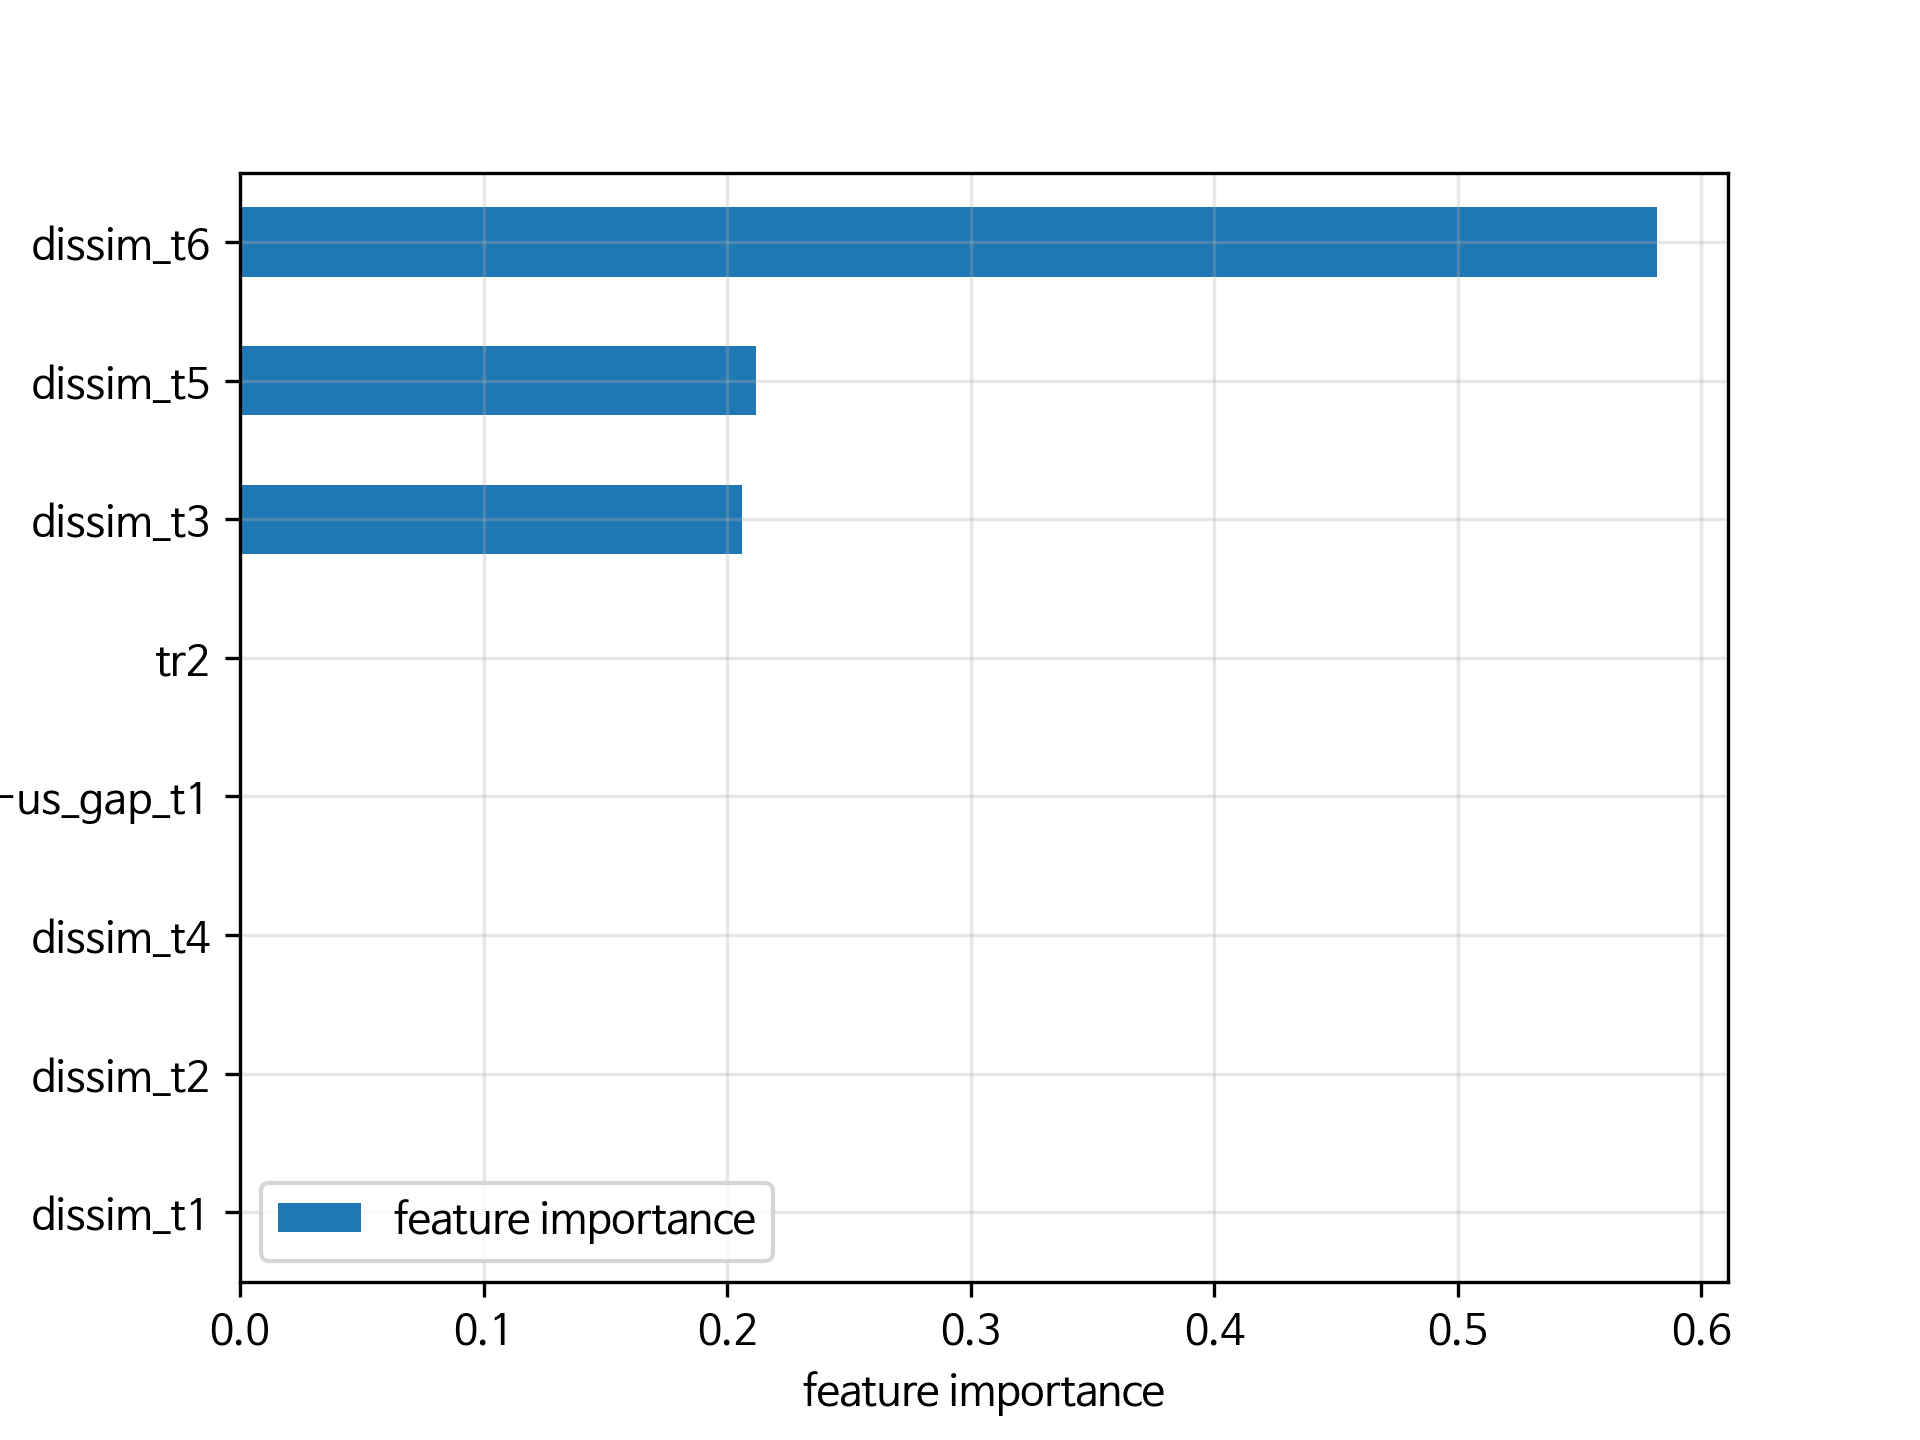 dissim_t6
dissim_t5
dissim_t3
tr2
-us_gap_t1
dissim_t4
dissim_t2
dissim_t1
feature importance
0.0 0.1 0.2 0.3 0.4 0.5 0.6
feature importance